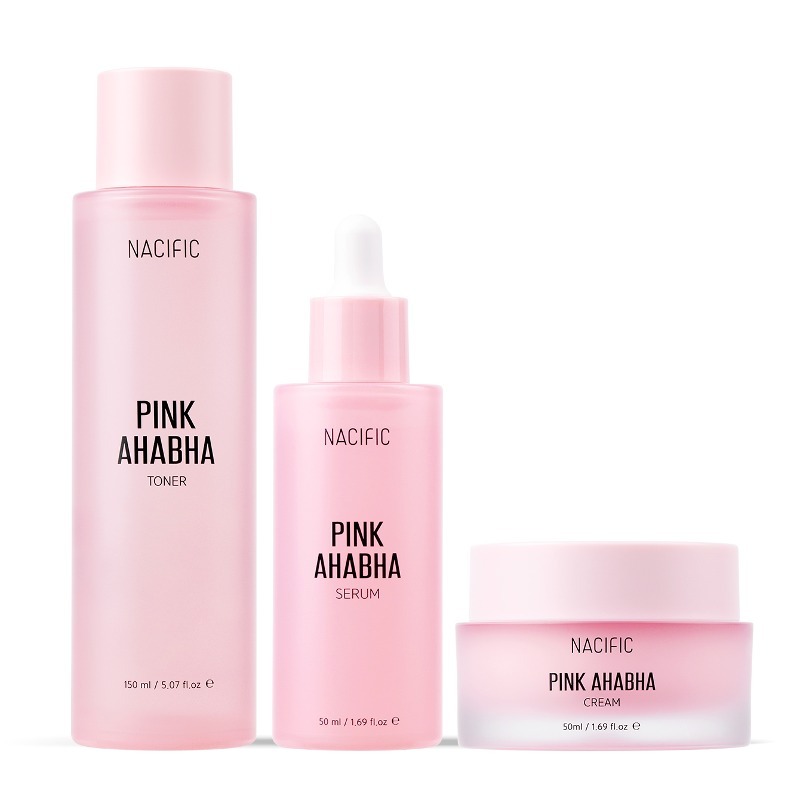 NACIFIC
PINK
AHABHA
TONER
150 ml / 5.07 fl.oz ℮
NACIFIC
PINK
AHABHA
SERUM
50 ml / 1.69 fl.oz ℮
NACIFIC
PINK AHABHA
CREAM
50ml / 1.69 fl.oz ℮